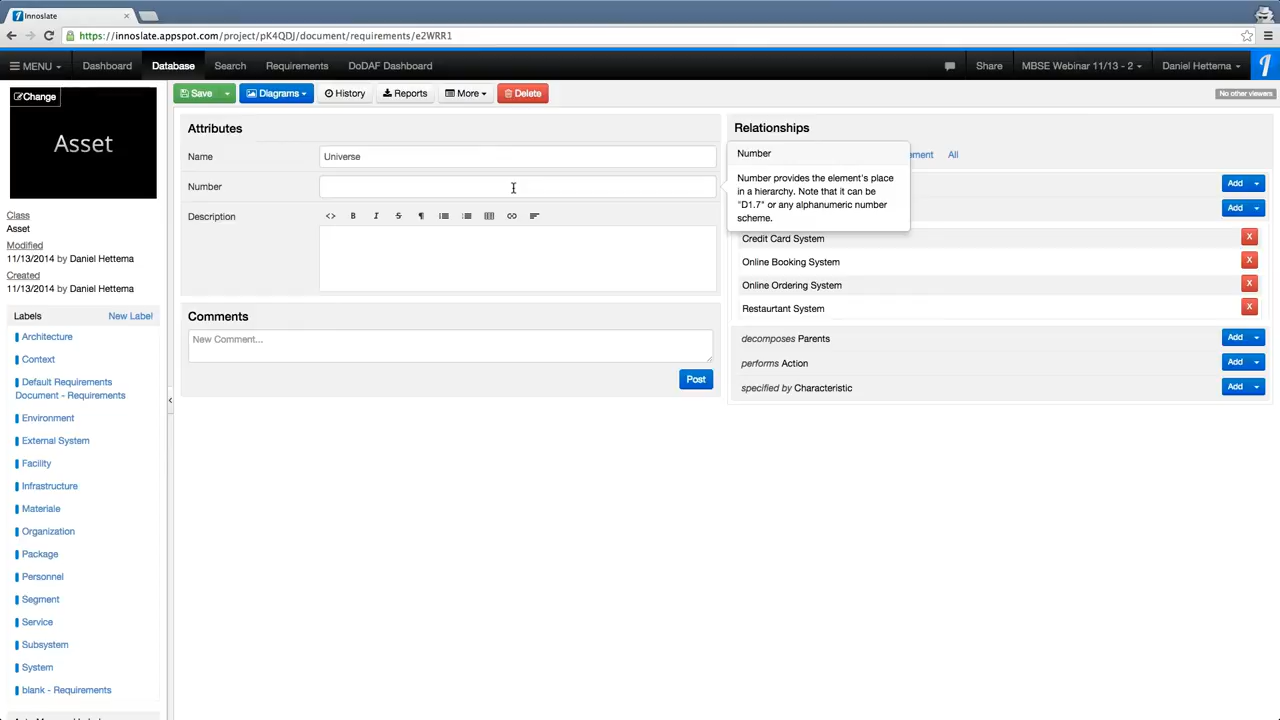 Innoslate
https://innoslate.appspot.com/project/pK4QDJ/document/requirements/e2WRR1
MENU Dashboard Database Search Requirements DoDAF Dashboard Share MBSE Webinar 11/13 - 2 Daniel Hettema
Change
Asset
Save Diagrams History Reports More Delete
No other viewers
Class
Asset
Modified
11/13/2014 by Daniel Hettema
Created
11/13/2014 by Daniel Hettema
Labels New Label
Architecture
Context
Default Requirements
Document - Requirements
Environment
External System
Facility
Infrastructure
Materiale
Organization
Package
Personnel
Segment
Service
Subsystem
System
blank - Requirements
Attributes
Name Universe
Number
Description
Comments
New Comment...
Post
Relationships
Number
Number provides the element's place
in a hierarchy. Note that it can be
"D1.7" or any alphanumeric number
scheme.
All
Add
Add
Credit Card System X
Online Booking System X
Online Ordering System X
Restaurtant System X
decomposes Parents Add
performs Action Add
specified by Characteristic Add